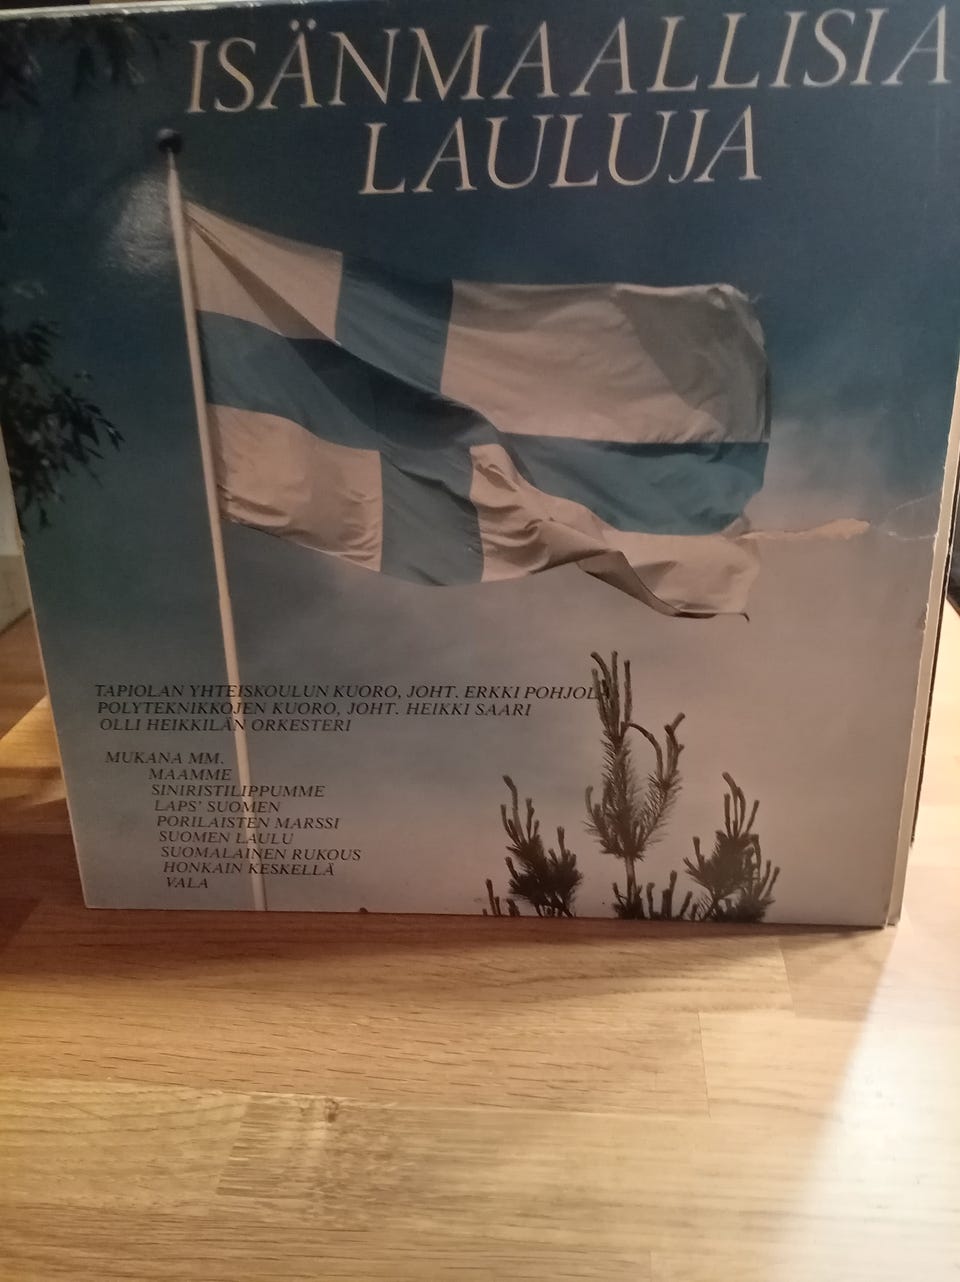 ISÄNMAALLISIA
LAULUJA
TAPIOLAN YHTEISKOULUN KUORO, JOHT. ERKKI POHJOLA
POLYTEKNIKKOJEN KUORO, JOHT. HEIKKI SAARI
OLLI HEIKKILÄN ORKESTERI
MUKANA MM.
MAAMME
SINIRISTILIPPUMME
LAPS' SUOMEN
PORILAISTEN MARSSI
SUOMEN LAULU
SUOMALAINEN RUKOUS
HONKAIN KESKELLÄ
VALA